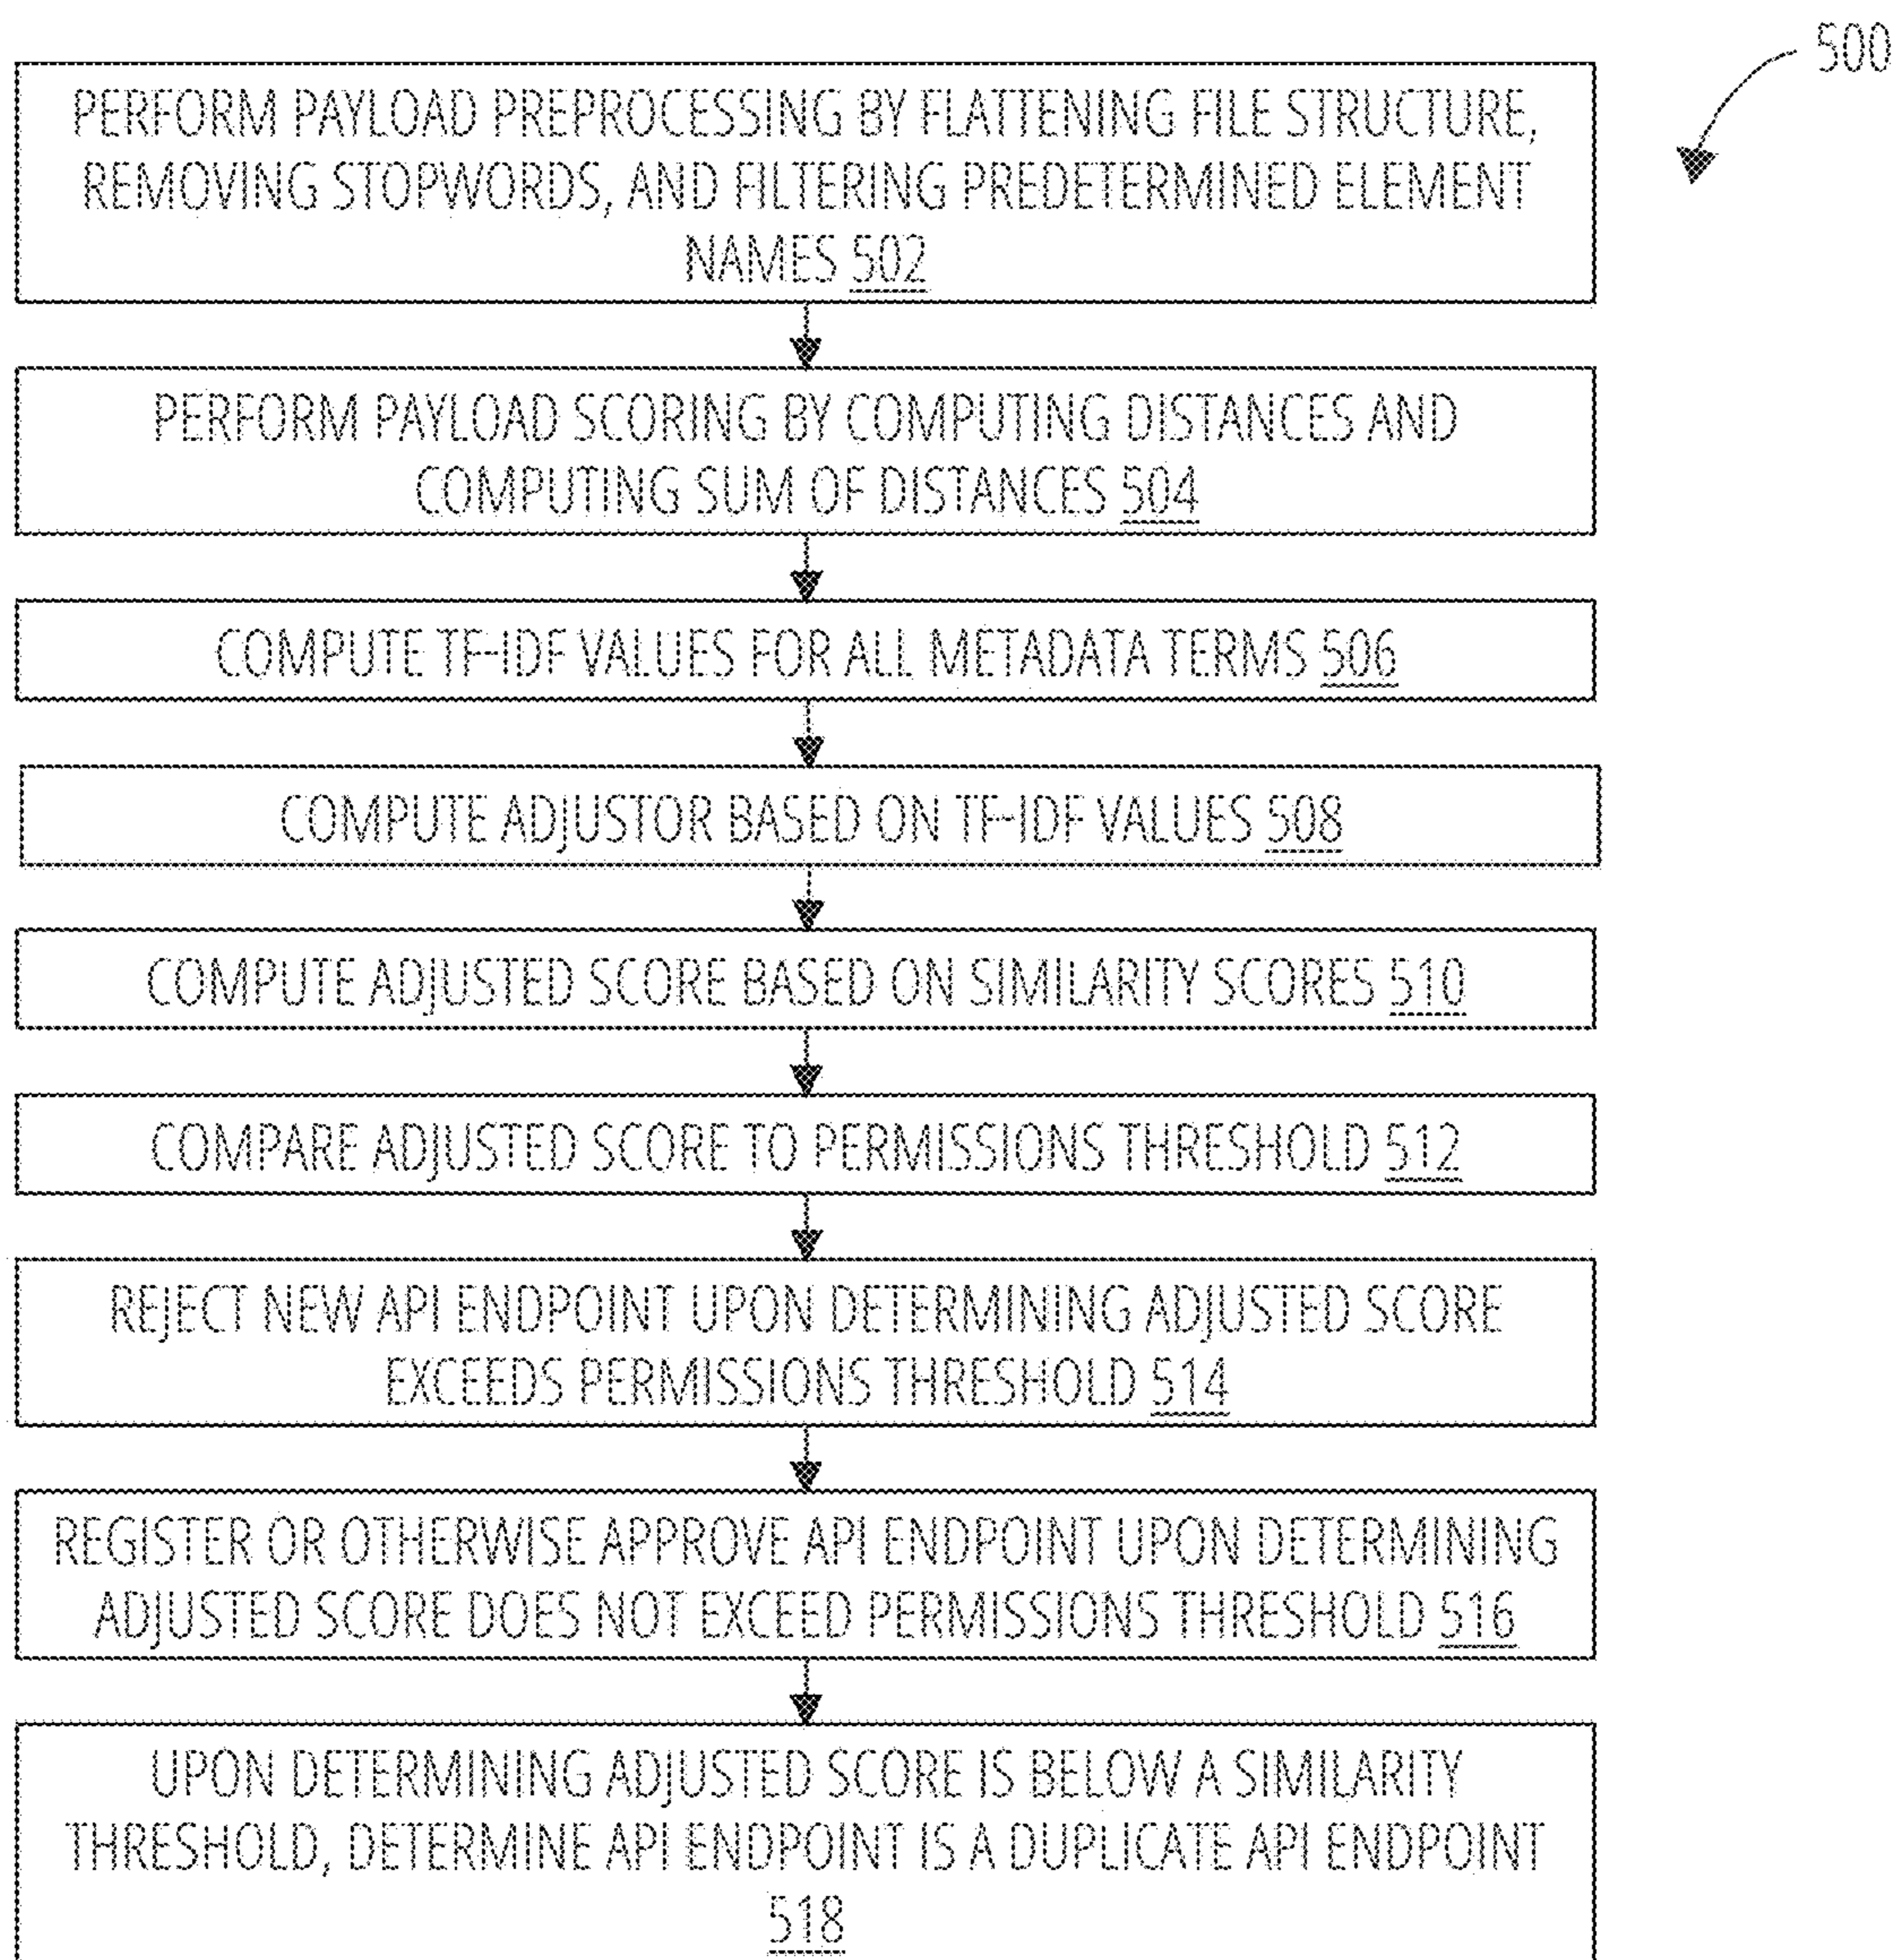 500
PERFORM PAYLOAD PREPROCESSING BY FLATTENING FILE STRUCTURE,
REMOVING STOPWORDS, AND FILTERING PREDETERMINED ELEMENT
NAMES 502
PERFORM PAYLOAD SCORING BY COMPUTING DISTANCES AND
COMPUTING SUM OF DISTANCES 504
COMPUTE TF-IDF VALUES FOR ALL METADATA TERMS 506
COMPUTE ADJUSTOR BASED ON TF-IDF VALUES 508
COMPUTE ADJUSTED SCORE BASED ON SIMILARITY SCORES 510
COMPARE ADJUSTED SCORE TO PERMISSIONS THRESHOLD 512
REJECT NEW API ENDPOINT UPON DETERMINING ADJUSTED SCORE
EXCEEDS PERMISSIONS THRESHOLD 514
REGISTER OR OTHERWISE APPROVE API ENDPOINT UPON DETERMINING
ADJUSTED SCORE DOES NOT EXCEED PERMISSIONS THRESHOLD 516
UPON DETERMINING ADJUSTED SCORE IS BELOW A SIMILARITY
THRESHOLD, DETERMINE API ENDPOINT IS A DUPLICATE API ENDPOINT
518